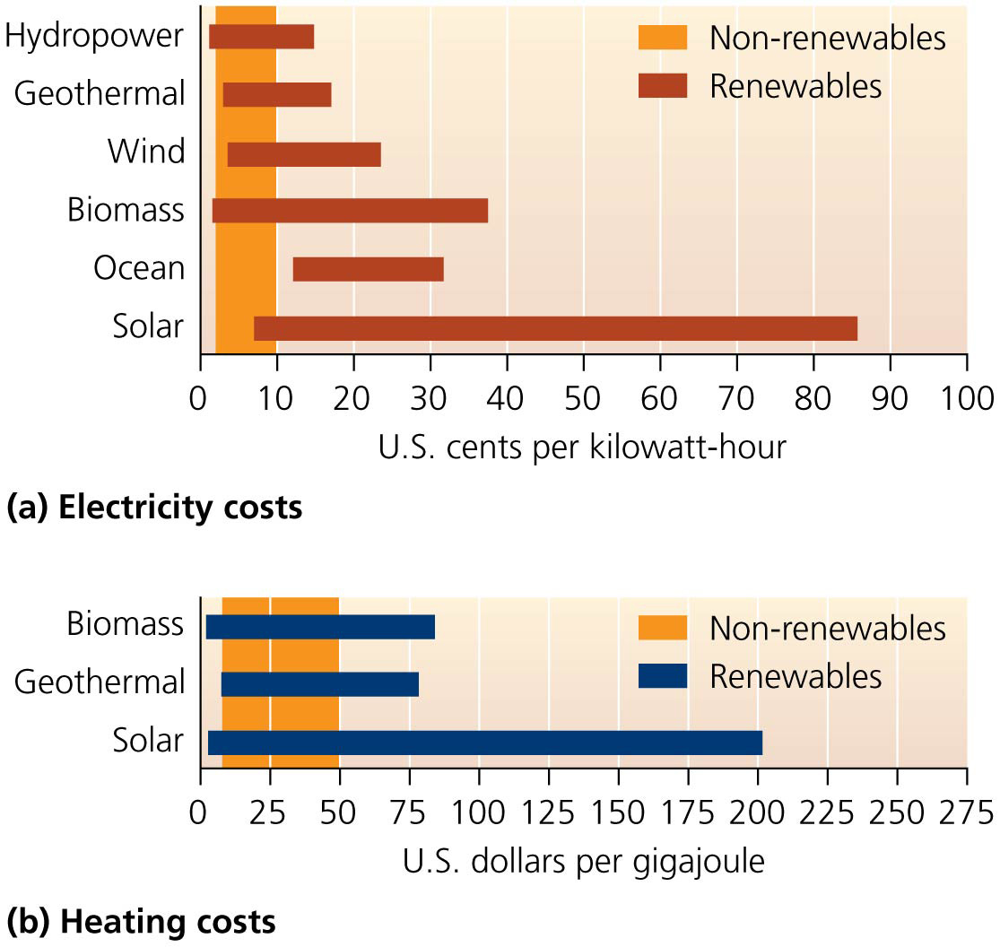 Hydropower
Geothermal
Wind
Biomass
Ocean
Solar
Non-renewables
Renewables
0 10 20 30 40 50 60 70 80 90 100
U.S. cents per kilowatt-hour
(a) Electricity costs
Biomass
Geothermal
Solar
Non-renewables
Renewables
0 25 50 75 100 125 150 175 200 225 250 275
U.S. dollars per gigajoule
(b) Heating costs